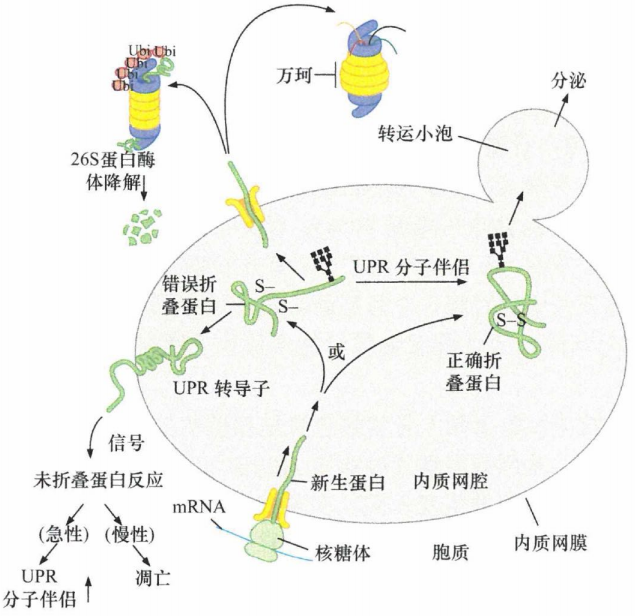 Ubi Ubi
Ubi
Ubi
Ubi
万珂
分泌
转运小泡
26S蛋白酶
体降解
错误折
叠蛋白
S–
S–
UPR 分子伴侣
S–S
正确折
叠蛋白
或
UPR 转导子
信号
未折叠蛋白反应
(急性)
(慢性)
UPR
分子伴侣
凋亡
新生蛋白
内质网腔
mRNA
核糖体
胞质
内质网膜